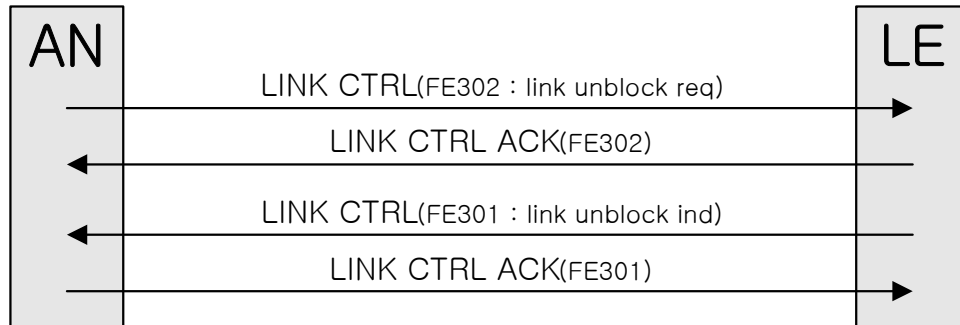 AN
LE
LINK CTRL(FE302 : link unblock req)
LINK CTRL ACK(FE302)
LINK CTRL(FE301 : link unblock ind)
LINK CTRL ACK(FE301)